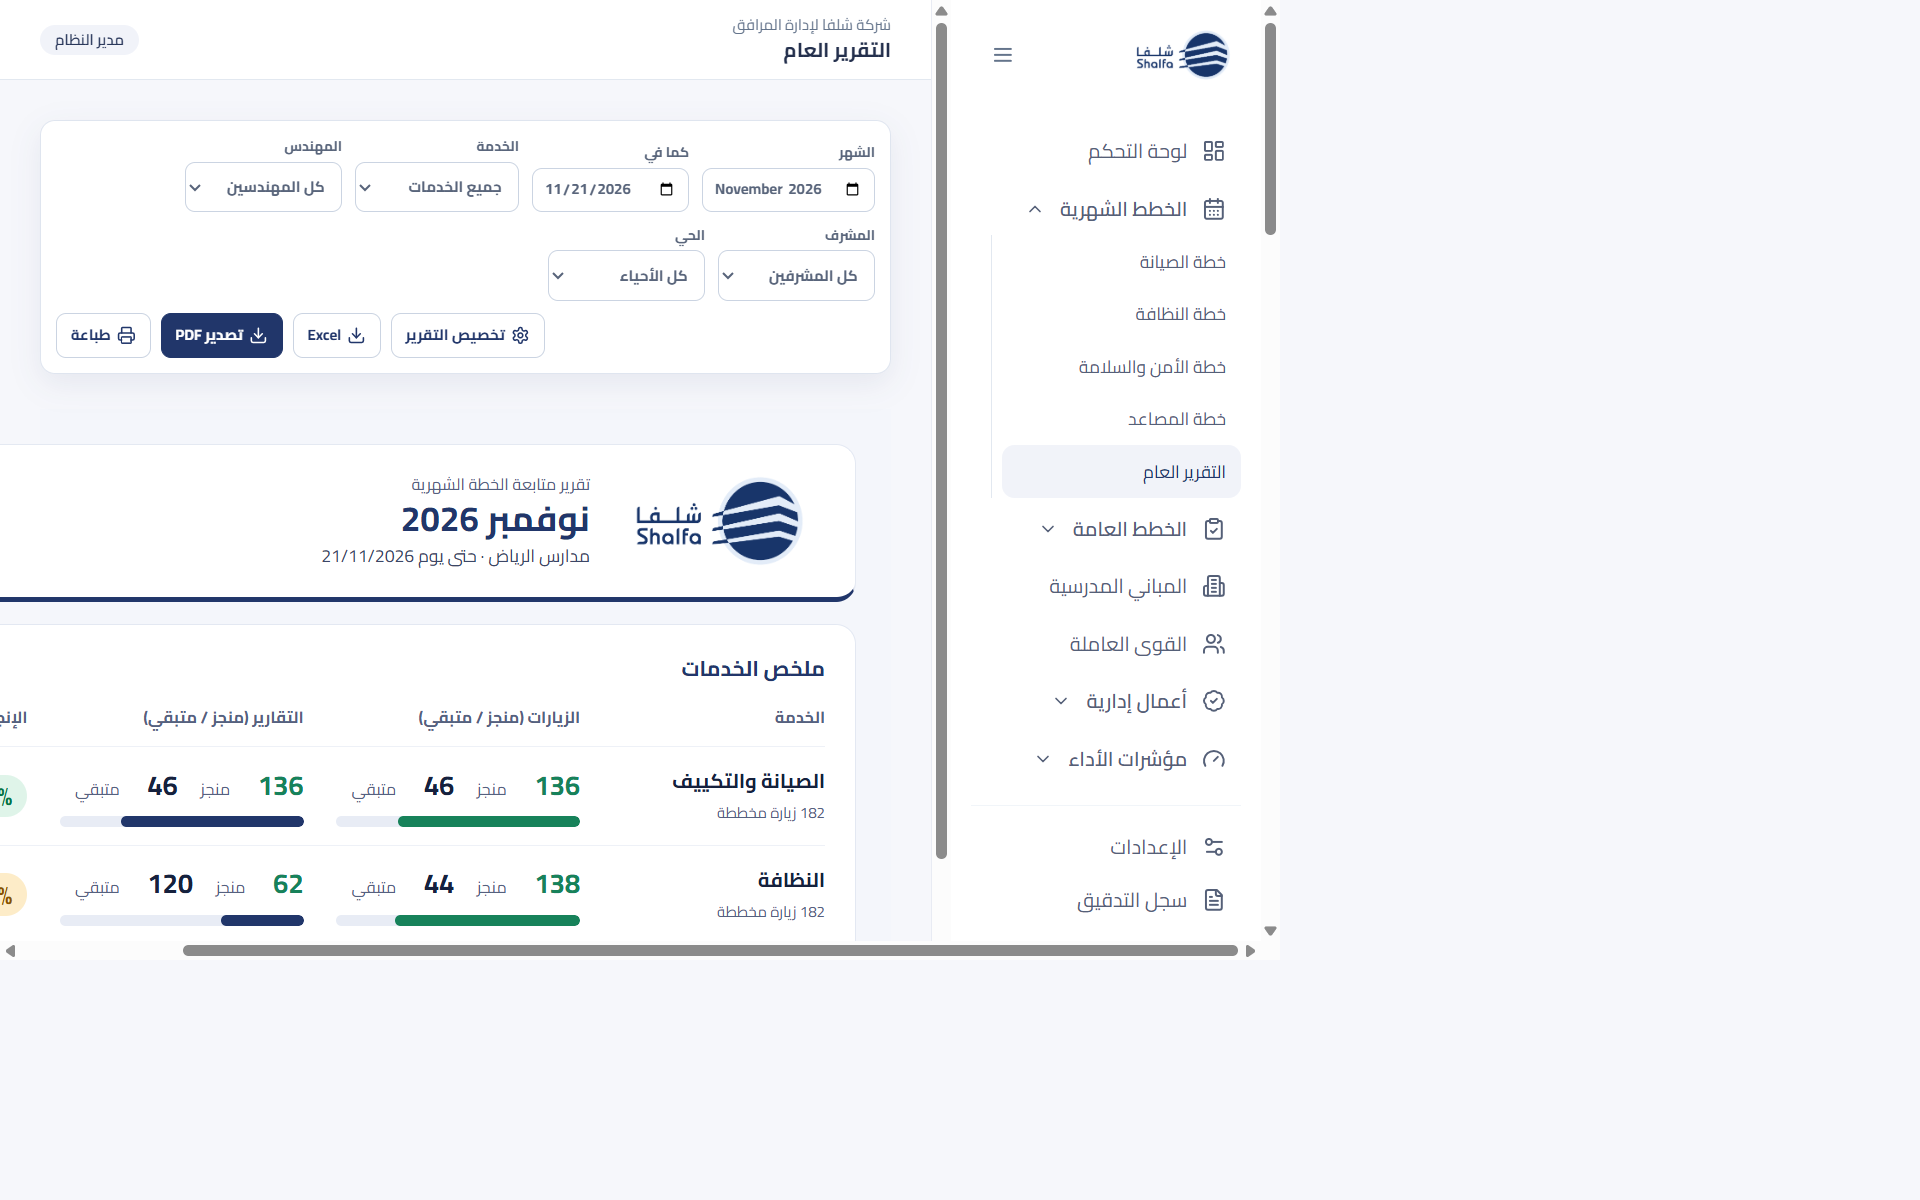 شلفا
Shalfa
لوحة التحكم
الخطط الشهرية
خطة الصيانة
خطة النظافة
خطة الأمن والسلامة
خطة المصاعد
التقرير العام
الخطط العامة
المباني المدرسية
القوى العاملة
أعمال إدارية
مؤشرات الأداء
الإعدادات
سجل التدقيق
شركة شلفا لإدارة المرافق
التقرير العام
مدير النظام
الشهر
November 2026
كما في
11/21/2026
الخدمة
جميع الخدمات
المهندس
كل المهندسين
المشرف
كل المشرفين
الحي
كل الأحياء
تخصيص التقرير
Excel
تصدير PDF
طباعة
شلفا
Shalfa
تقرير متابعة الخطة الشهرية
نوفمبر 2026
مدارس الرياض · حتى يوم 21/11/2026
ملخص الخدمات
الخدمة الزيارات (منجز / متبقي) التقارير (منجز / متبقي)
الصيانة والتكييف
182 زيارة مخططة
136 منجز 46 متبقي
136 منجز 46 متبقي
%
النظافة
182 زيارة مخططة
138 منجز 44 متبقي
62 منجز 120 متبقي
%